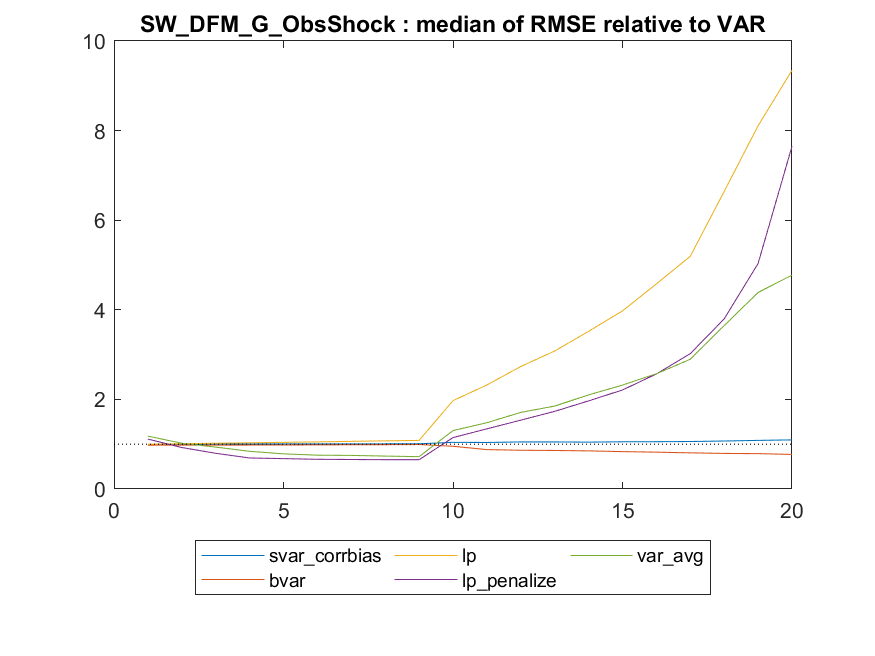 SW_DFM_G_ObsShock : median of RMSE relative to VAR
10
8
6
4
2
0
0 5 10 15 20
svar_corrbias lp var_avg
bvar lp_penalize